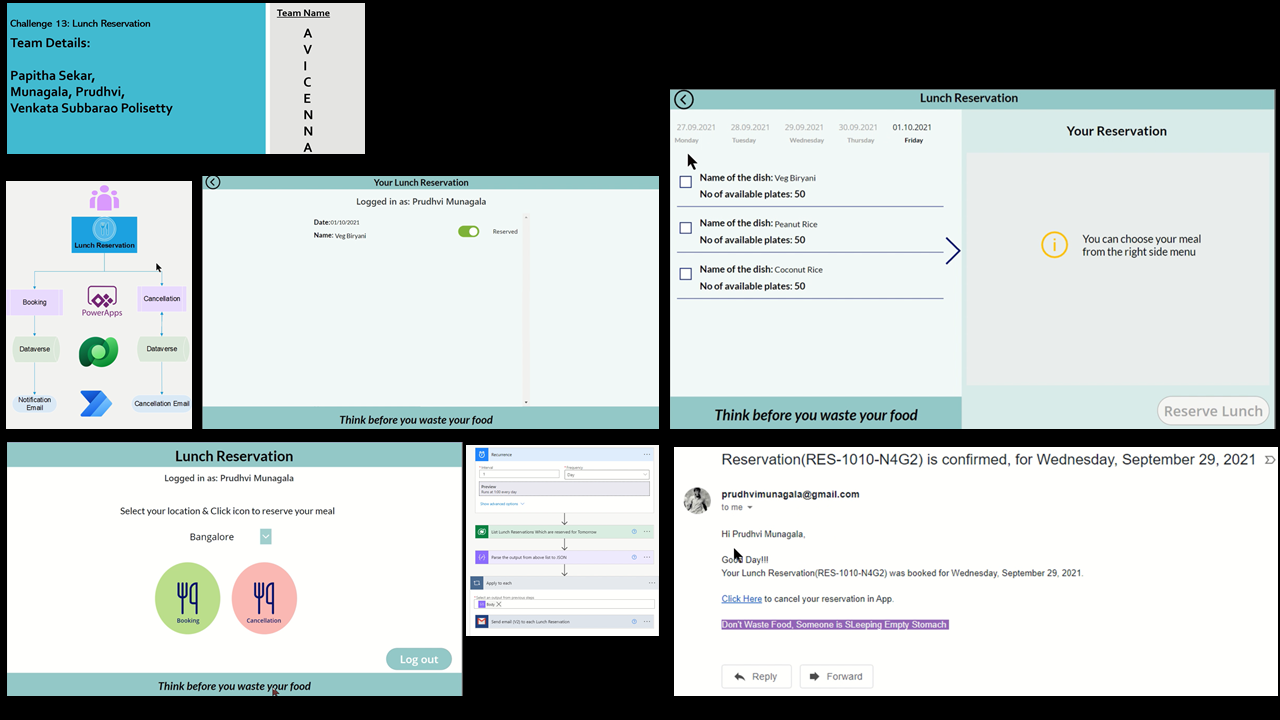 Challenge 13: Lunch Reservation
Team Details:
Papitha Sekar,
Munagala, Prudhvi,
Venkata Subbarao Polisetty
Team Name
A
V
I
C
E
N
N
A
Lunch Reservation
Booking
PowerApps
Cancellation
Dataverse
Dataverse
Notification
Email
Cancellation Email
Your Lunch Reservation
Logged in as: Prudhvi Munagala
Date:01/10/2021
Name: Veg Biryani
Reserved
Think before you waste your food
Lunch Reservation
27.09.2021 28.09.2021 29.09.2021 30.09.2021 01.10.2021
Monday Tuesday Wednesday Thursday Friday
Name of the dish: Veg Biryani
No of available plates: 50
Name of the dish: Peanut Rice
No of available plates: 50
Name of the dish: Coconut Rice
No of available plates: 50
Think before you waste your food
Your Reservation
You can choose your meal
from the right side menu
Reserve Lunch
Lunch Reservation
Logged in as: Prudhvi Munagala
Select your location & Click icon to reserve your meal
Bangalore
Booking
Cancellation
Log out
Think before you waste your food
Recurrence
Interval
Frequency
1
Day
Preview
Runs at 1:00 every day
Show advanced options
List Lunch Reservations Which are reserved for Tomorrow
Parse the output from above list to JSON
Apply to each
Select an output from previous steps
Body
Send email (V2) to each Lunch Reservation
Reservation(RES-1010-N4G2) is confirmed, for Wednesday, September 29, 2021
prudhvimunagala@gmail.com
to me
Hi Prudhvi Munagala,
Good Day!!!
Your Lunch Reservation(RES-1010-N4G2) was booked for Wednesday, September 29, 2021.
Click Here to cancel your reservation in App.
Don't Waste Food, Someone is SLeeping Empty Stomach
Reply
Forward